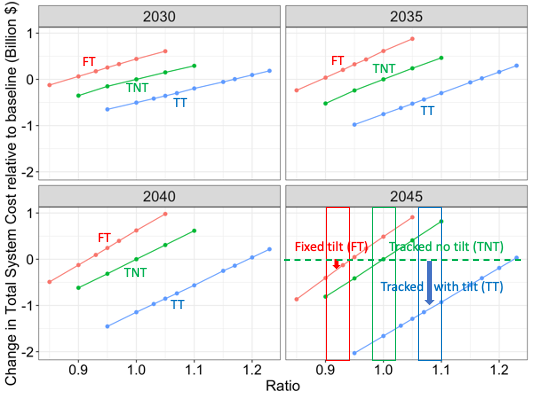 Change in Total System Cost relative to baseline (Billion $)
2030
2035
1
0
-1
-2
FT
TNT
TT
FT
TNT
TT
2040
2045
1
0
-1
-2
FT
TNT
TT
Fixed tilt (FT)
Tracked no tilt (TNT)
Tracked with tilt (TT)
0.9 1.0 1.1 1.2
0.9 1.0 1.1 1.2
Ratio